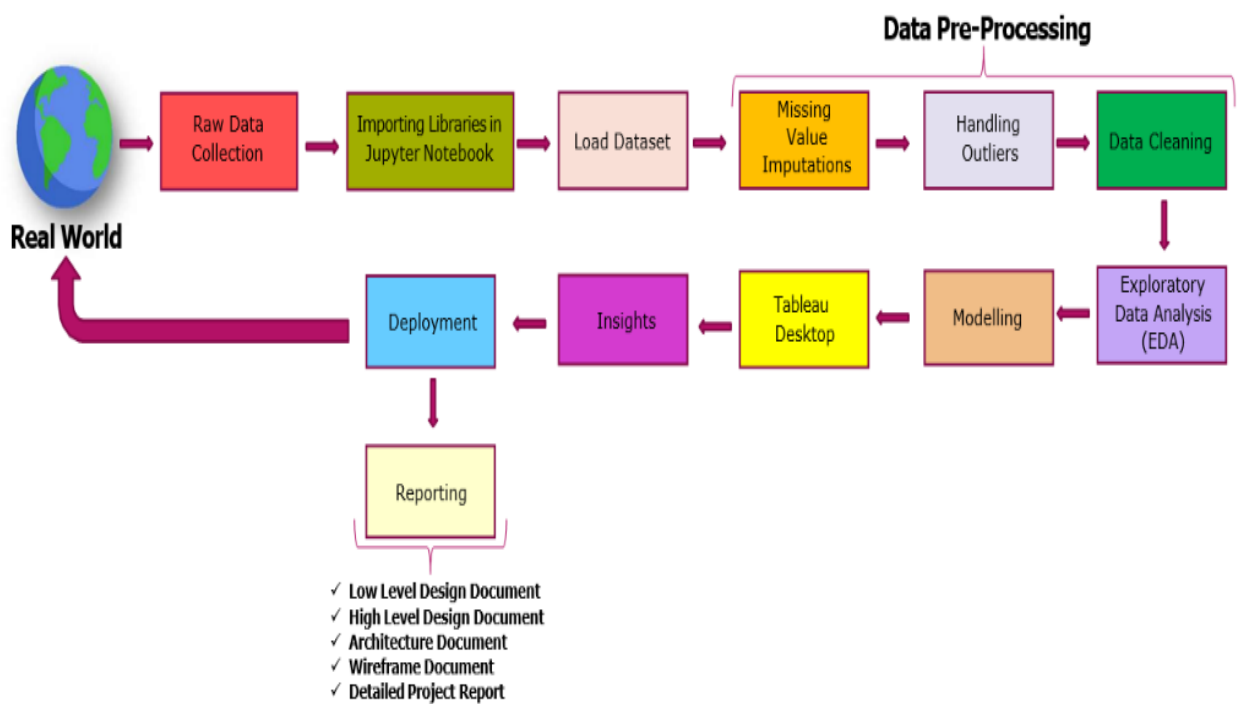 Data Pre-Processing
Raw Data
Collection
Importing Libraries in
Jupyter Notebook
Load Dataset
Missing
Value
Imputations
Handling
Outliers
Data Cleaning
Real World
Deployment
Insights
Tableau
Desktop
Modelling
Exploratory
Data Analysis
(EDA)
Reporting
✓ Low Level Design Document
✓ High Level Design Document
✓ Architecture Document
✓ Wireframe Document
✓ Detailed Project Report